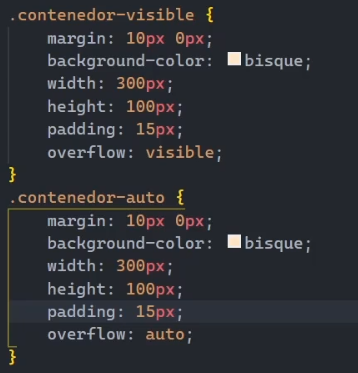 .contenedor-visible {
    margin: 10px 0px;
    background-color: bisque;
    width: 300px;
    height: 100px;
    padding: 15px;
    overflow: visible;
}
.contenedor-auto {
    margin: 10px 0px;
    background-color: bisque;
    width: 300px;
    height: 100px;
    padding: 15px;
    overflow: auto;
}